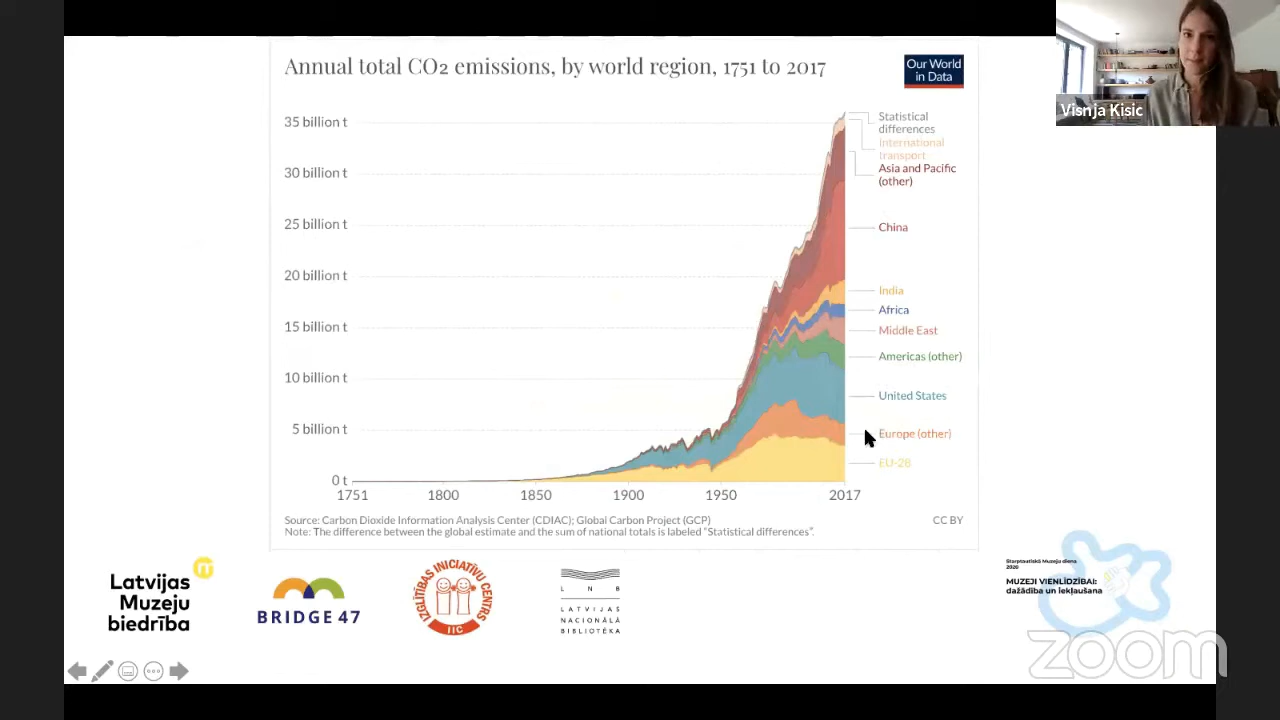 Annual total CO2 emissions, by world region, 1751 to 2017
Our World
in Data
Visnja Kisic
35 billion t
30 billion t
25 billion t
20 billion t
15 billion t
10 billion t
5 billion t
0 t
1751
1800
1850
1900
1950
2017
Statistical
differences
International
transport
Asia and Pacific
(other)
China
India
Africa
Middle East
Americas (other)
United States
Europe (other)
EU-28
Source: Carbon Dioxide Information Analysis Center (CDIAC); Global Carbon Project (GCP)
CC BY
Note: The difference between the global estimate and the sum of national totals is labeled "Statistical differences".
Latvijas
Muzeju
biedrība
m
BRIDGE 47
IZGLĪTĪBAS INICIATĪVU CENTRS
IIC
L N B
LATVIJAS
NACIONĀLĀ
BIBLIOTĒKA
Starptautiskā Muzeju diena
2020
MUZEJI VIENLĪDZĪBAI:
dažādība un iekļaušana
zoom